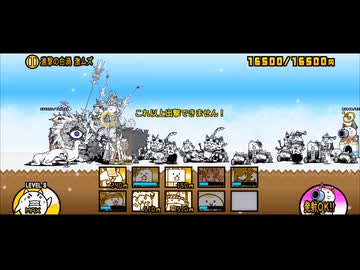 進撃の白渦 激ムズ
16500/16500円
これ以上出撃できません！
LEVEL 8
MAX
発射OK!!